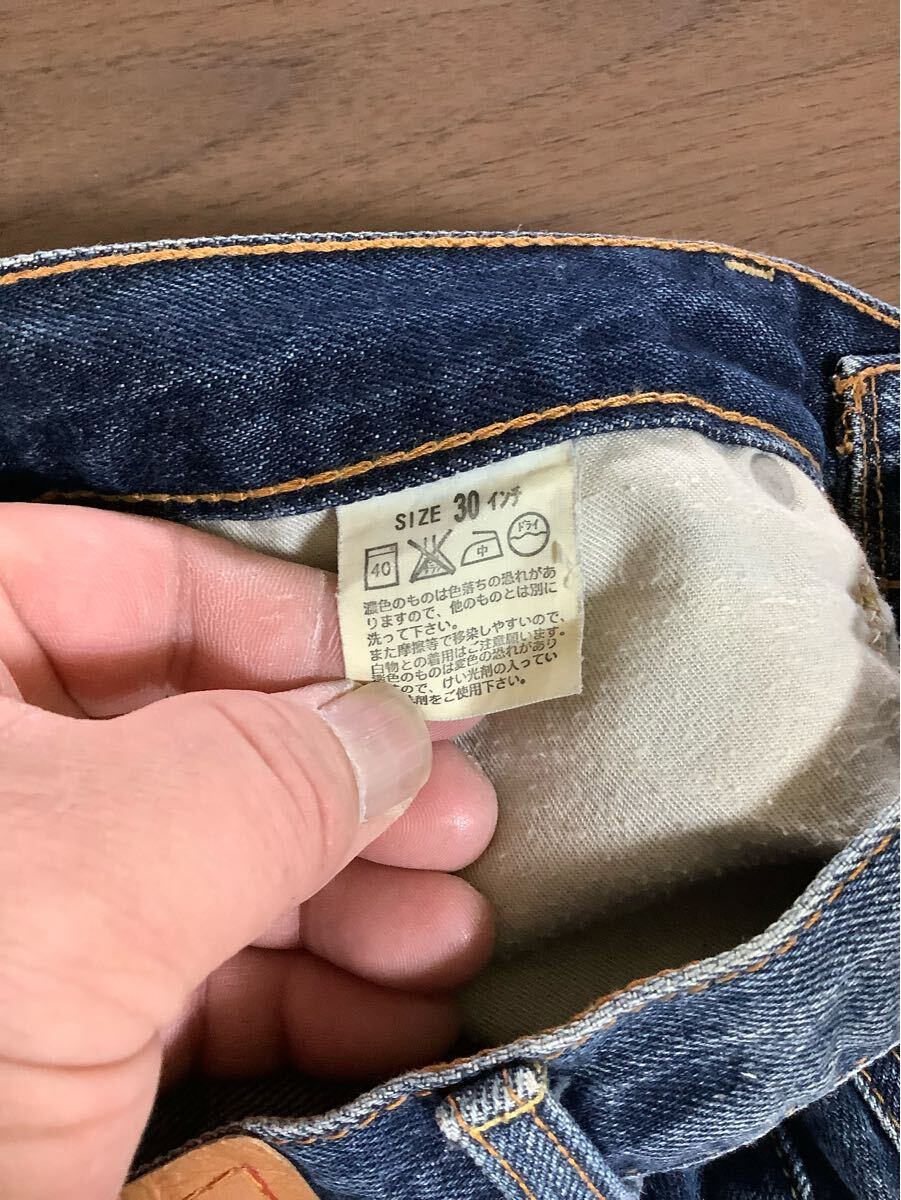 SIZE 30 インチ
40 中 ドライ
濃色のものは色落ちの恐れがあ
りますので、他のものとは別に
洗って下さい。
また摩擦等で移染しやすいので、
白物との着用はご注意願います。
色のものは変色の恐れがあり
ので、けい光剤の入ってい
剤をご使用下さい。